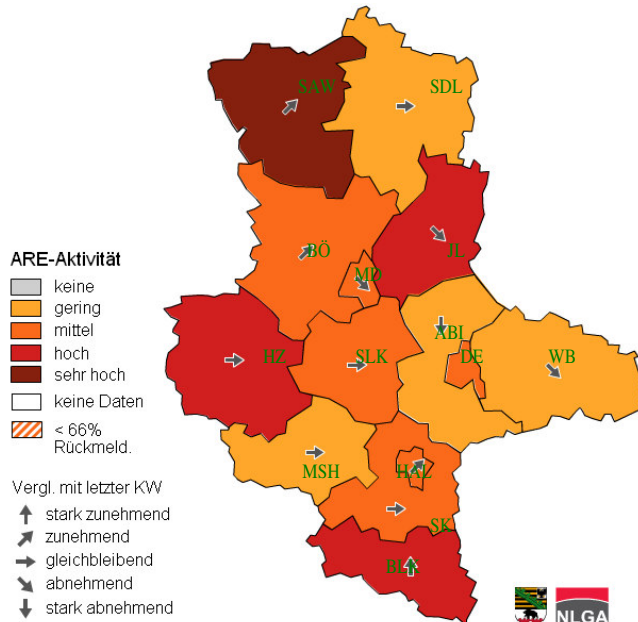 SAW
SDL
BÖ
JL
MD
ARE-Aktivität
keine
gering
mittel
hoch
sehr hoch
keine Daten
< 66%
Rückmeld.
HZ
SLK
ABI
DE
WB
MSH
HAL
SK
BLK
Vergl. mit letzter KW
stark zunehmend
zunehmend
gleichbleibend
abnehmend
stark abnehmend
NLGA